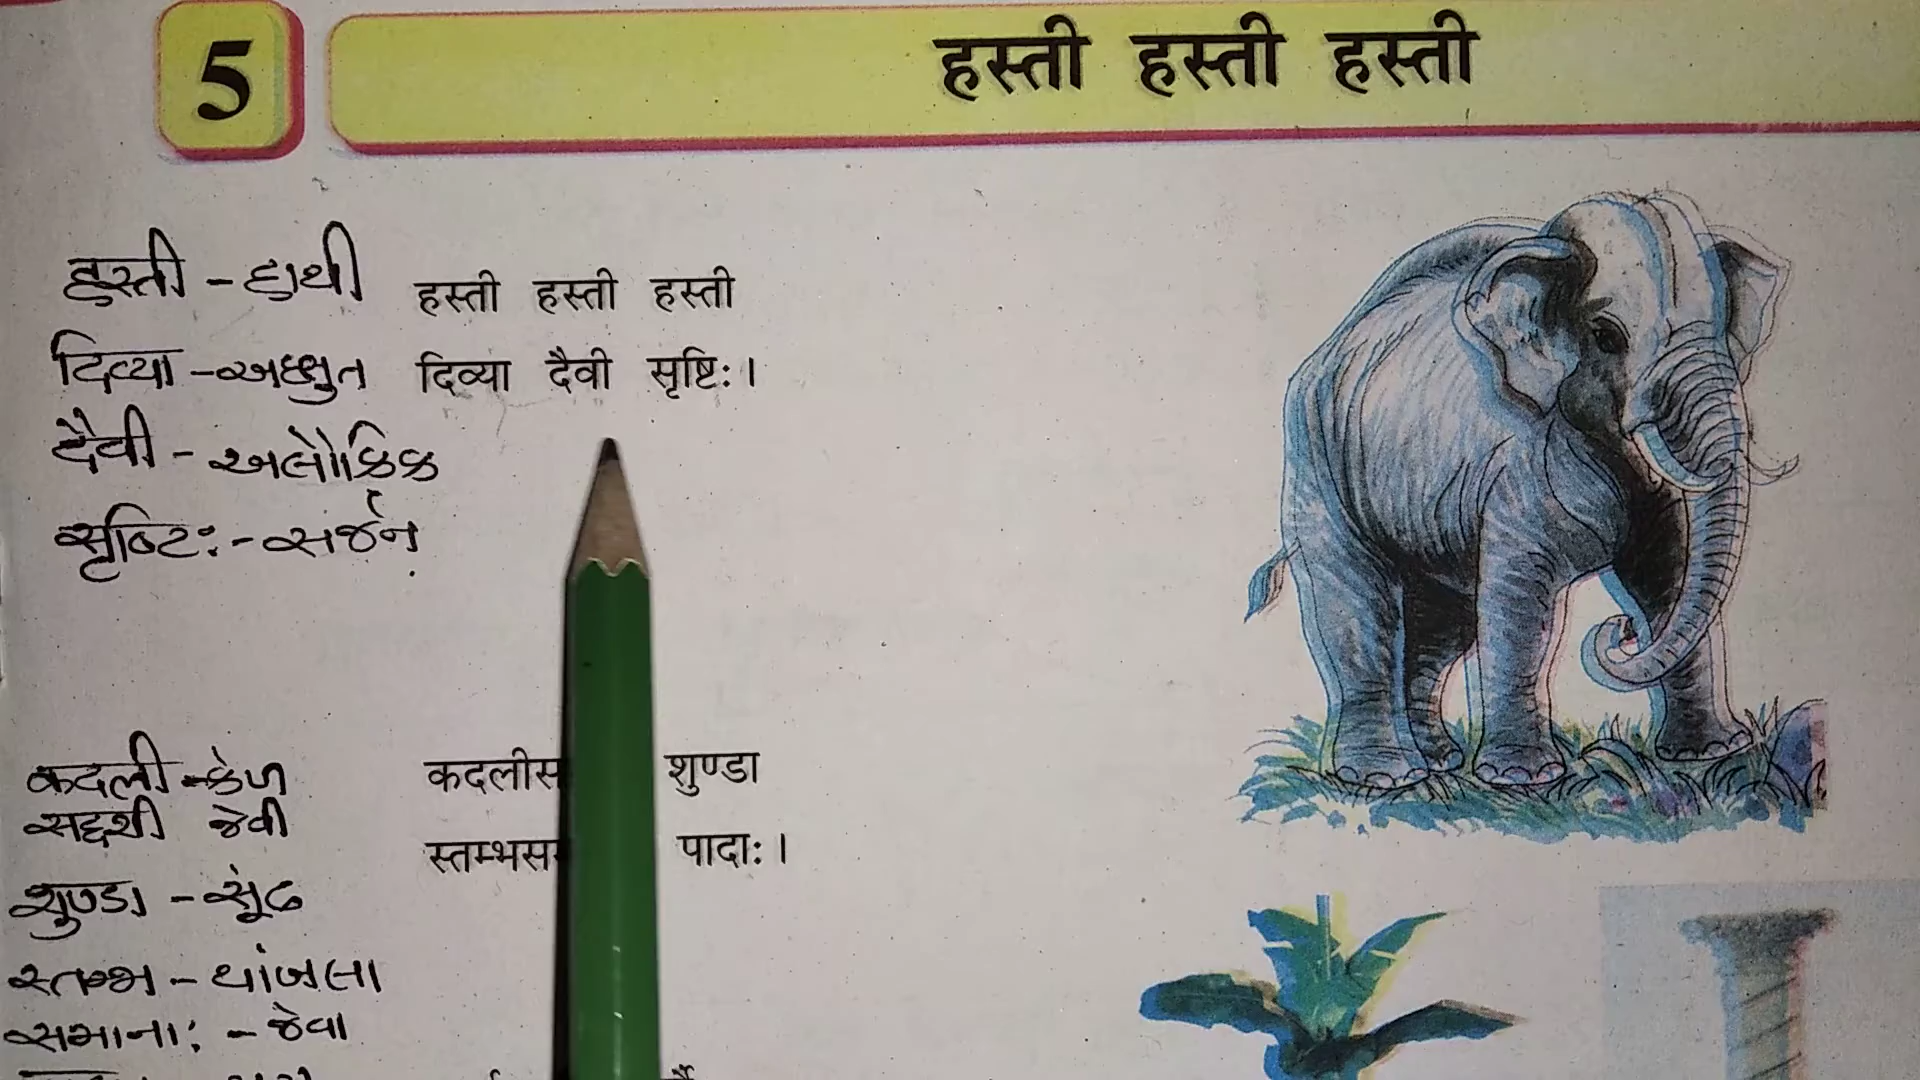 5 हस्ती हस्ती हस्ती
हस्ती - હાથી
हस्ती हस्ती हस्ती
दिव्या - અદ્ભુત
दिव्या दैवी सृष्टिः।
दैवी - અલૌકિક
सृष्टिः - સર્જન
कदली - કેળ
कदलीस शुण्डा
सदृशी જેવી
स्तम्भस पादाः।
शुण्डा - સૂંઢ
स्तम्भ - થાંભલા
समानाः - જેવા